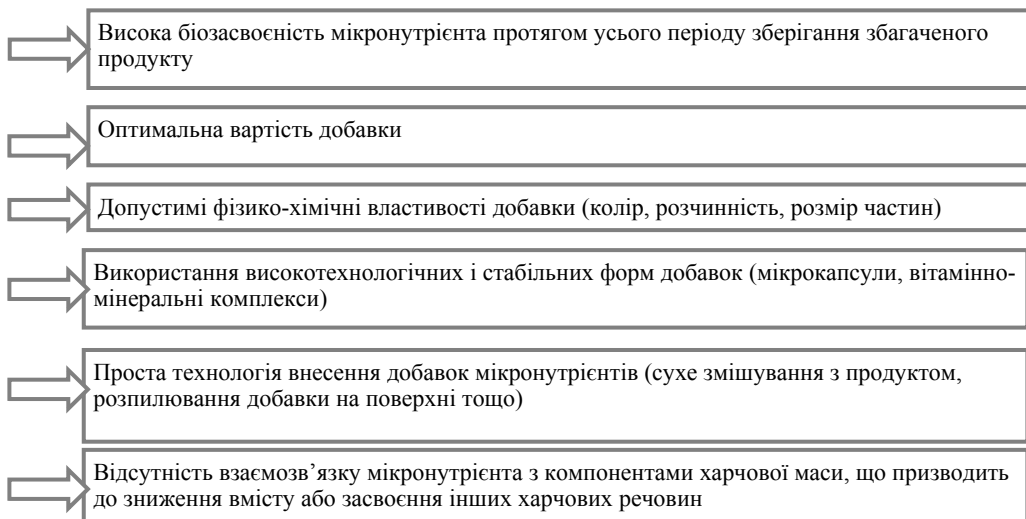 Висока біозасвоєність мікронутрієнта протягом усього періоду зберігання збагаченого
продукту
Оптимальна вартість добавки
Допустимі фізико-хімічні властивості добавки (колір, розчинність, розмір частин)
Використання високотехнологічних і стабільних форм добавок (мікрокапсули, вітамінно-
мінеральні комплекси)
Проста технологія внесення добавок мікронутрієнтів (сухе змішування з продуктом,
розпилювання добавки на поверхні тощо)
Відсутність взаємозв’язку мікронутрієнта з компонентами харчової маси, що призводить
до зниження вмісту або засвоєння інших харчових речовин